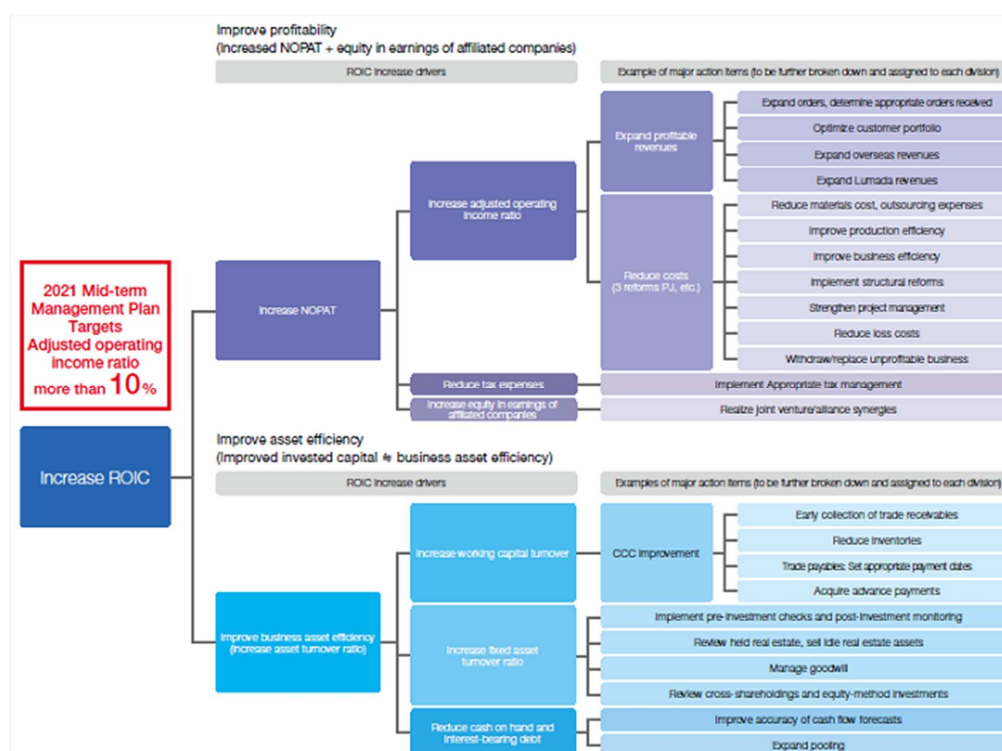 Improve profitability
(Increased NOPAT + equity in earnings of affiliated companies)
ROIC Increase drivers
Example of major action items (to be further broken down and assigned to each division)
Expand orders, determine appropriate orders received
Expand profitable
revenues
Optimize customer portfolio
Expand overseas revenues
Expand Lumada revenues
Increase adjusted operating
income ratio
Reduce materials cost, outsourcing expenses
Improve production efficiency
Improve business efficiency
Reduce costs
(3 reforms PJ, etc.)
Implement structural reforms
Strengthen project management
Reduce loss costs
Withdraw/replace unprofitable business
2021 Mid-term
Management Plan
Targets
Adjusted operating
income ratio
more than 10%
Increase NOPAT
Reduce tax expenses
Implement Appropriate tax management
Increase equity in earnings of
affiliated companies
Realize joint venture/alliance synergies
Increase ROIC
Improve asset efficiency
(Improved invested capital ≒ business asset efficiency)
ROIC Increase drivers
Examples of major action items (to be further broken down and assigned to each division)
Increase working capital turnover
CCC improvement
Early collection of trade receivables
Reduce inventories
Trade payables: Set appropriate payment dates
Acquire advance payments
Improve business asset efficiency
(Increase asset turnover ratio)
Increase fixed asset
turnover ratio
Implement pre-investment checks and post-investment monitoring
Review held real estate, sell idle real estate assets
Manage goodwill
Review cross-shareholdings and equity-method investments
Reduce cash on hand and
interest-bearing debt
Improve accuracy of cash flow forecasts
Expand pooling